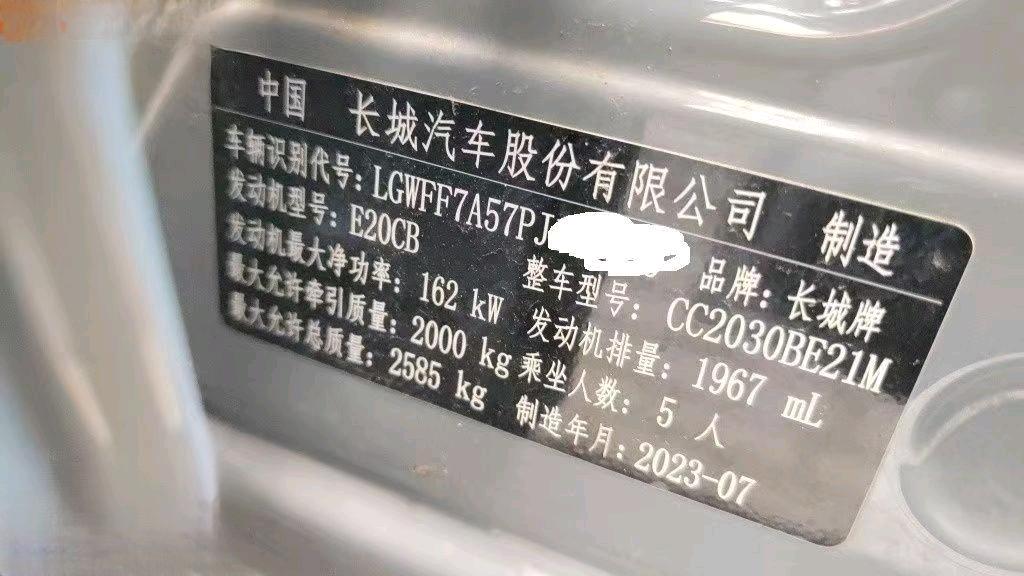 中国 长城汽车股份有限公司 制造
车辆识别代号: LGWFF7A57PJ 品牌: 长城牌
发动机型号: E20CB 整车型号: CC2030BE21M
发动机最大净功率: 162 kW 发动机排量: 1967 mL
最大允许牵引质量: 2000 kg 乘坐人数: 5 人
最大允许总质量: 2585 kg 制造年月: 2023-07